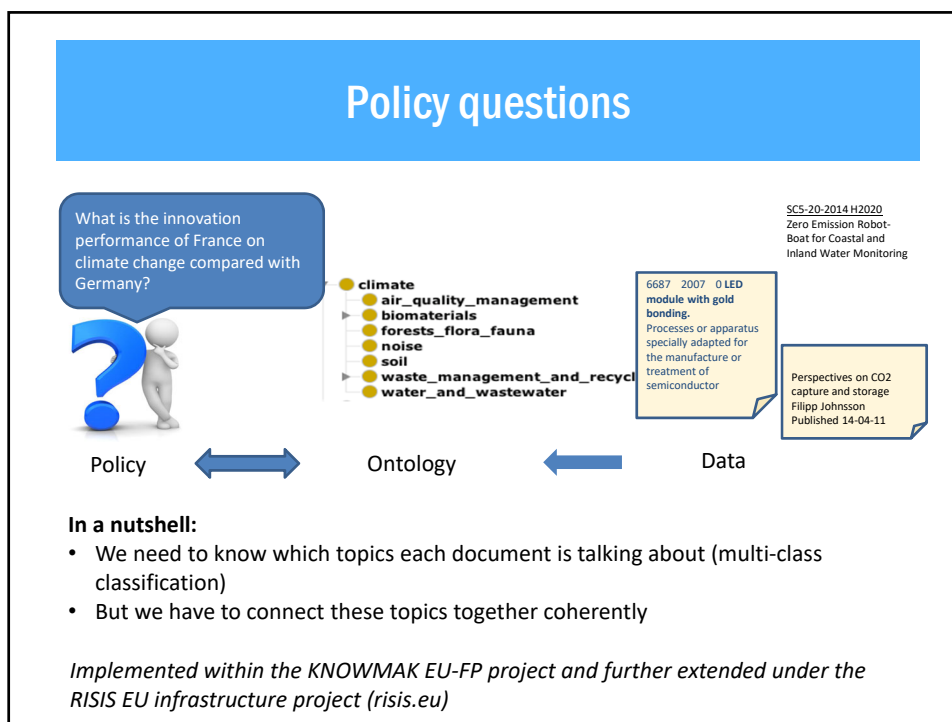 Policy questions
What is the innovation
performance of France on
climate change compared with
Germany?
climate
air_quality_management
biomaterials
forests_flora_fauna
noise
soil
waste_management_and_recycl
water_and_wastewater
SC5-20-2014 H2020
Zero Emission Robot-
Boat for Coastal and
Inland Water Monitoring
6687 2007 0 LED
module with gold
bonding.
Processes or apparatus
specially adapted for
the manufacture or
treatment of
semiconductor
Perspectives on CO2
capture and storage
Filipp Johnsson
Published 14-04-11
Policy
Ontology
Data
In a nutshell:
• We need to know which topics each document is talking about (multi-class
classification)
• But we have to connect these topics together coherently
Implemented within the KNOWMAK EU-FP project and further extended under the
RISIS EU infrastructure project (risis.eu)